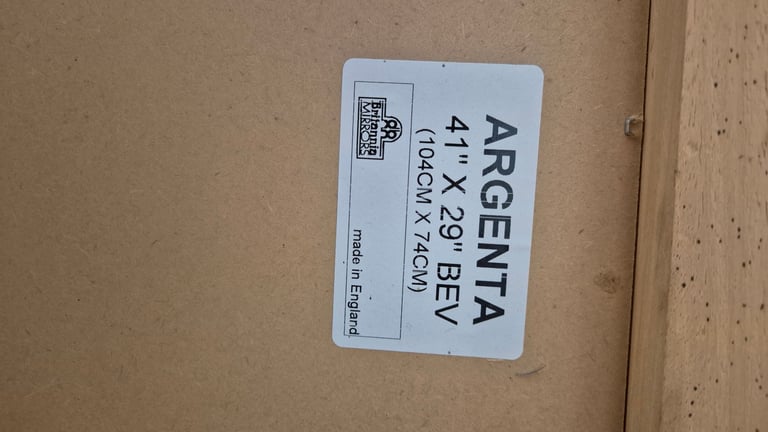 ARGENTA
41" X 29" BEV
(104CM X 74CM)
Britannia
MIRRORS
made in England